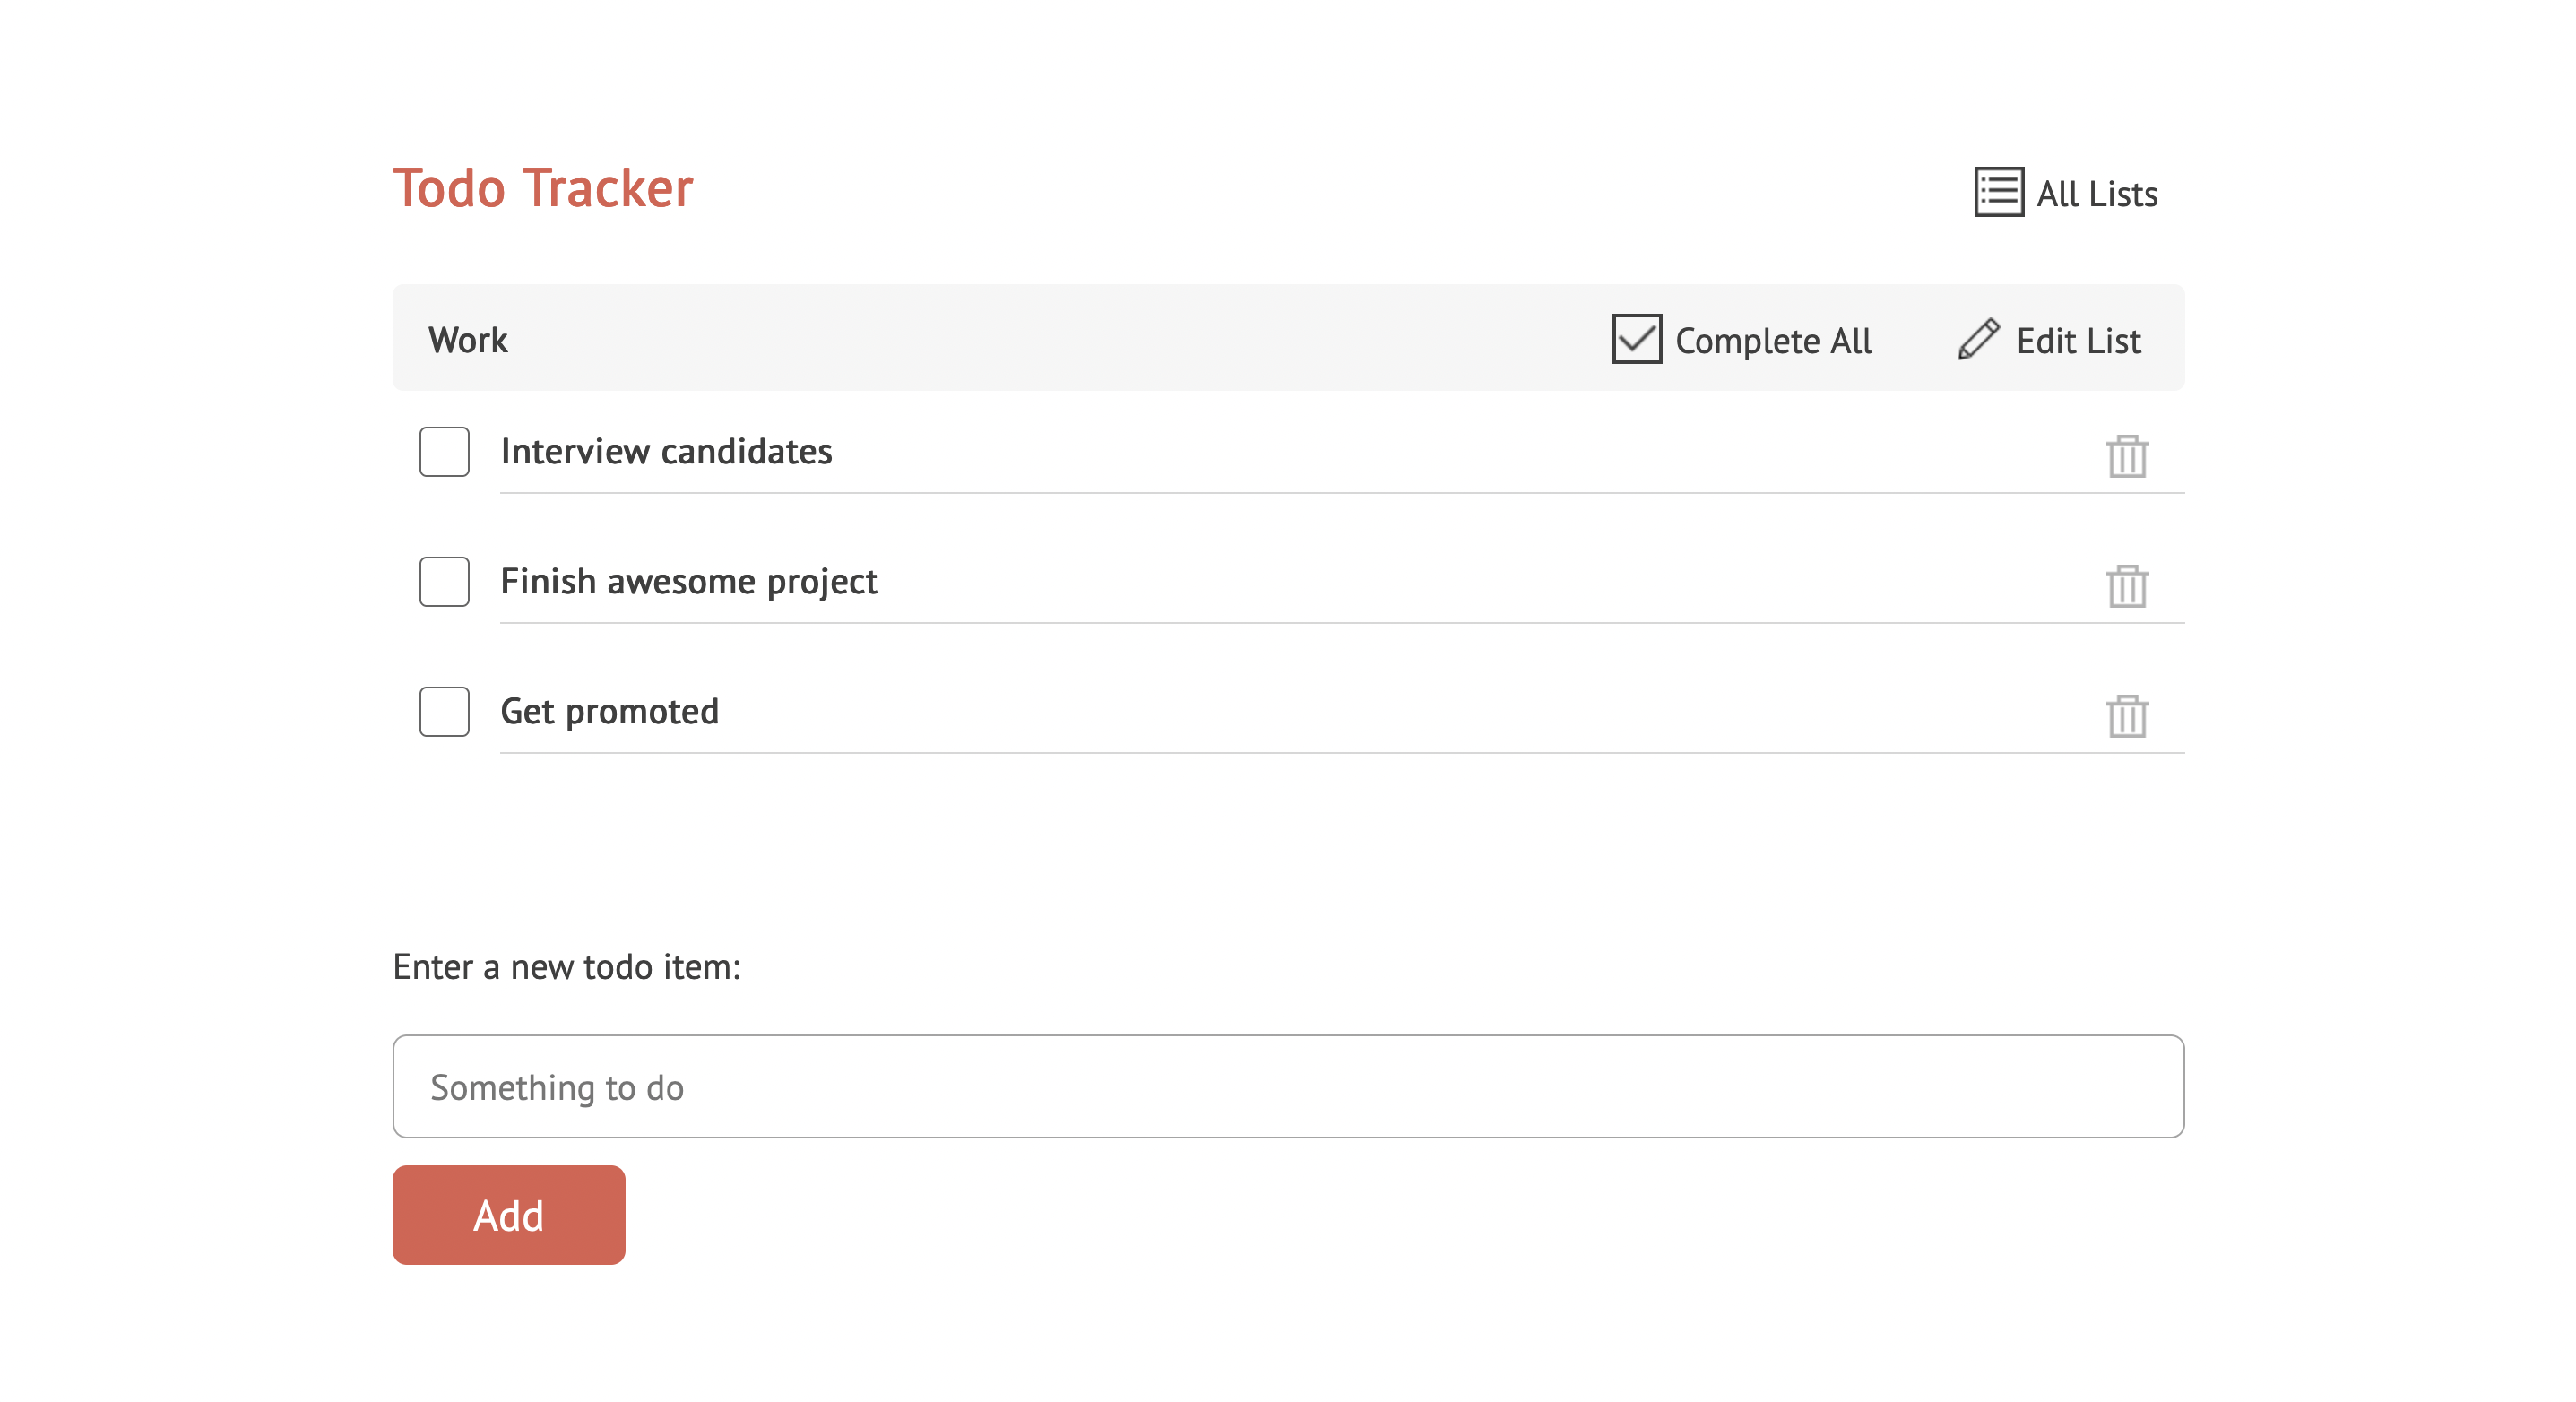 Todo Tracker
All Lists
Work
Complete All
Edit List
Interview candidates
Finish awesome project
Get promoted
Enter a new todo item:
Something to do
Add